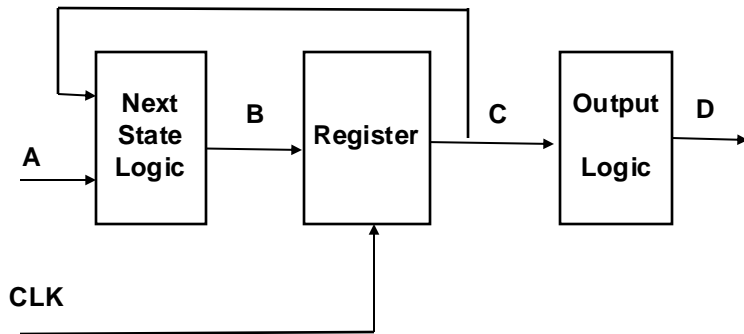 Next
State
Logic
B
Register
C
Output
Logic
D
A
CLK